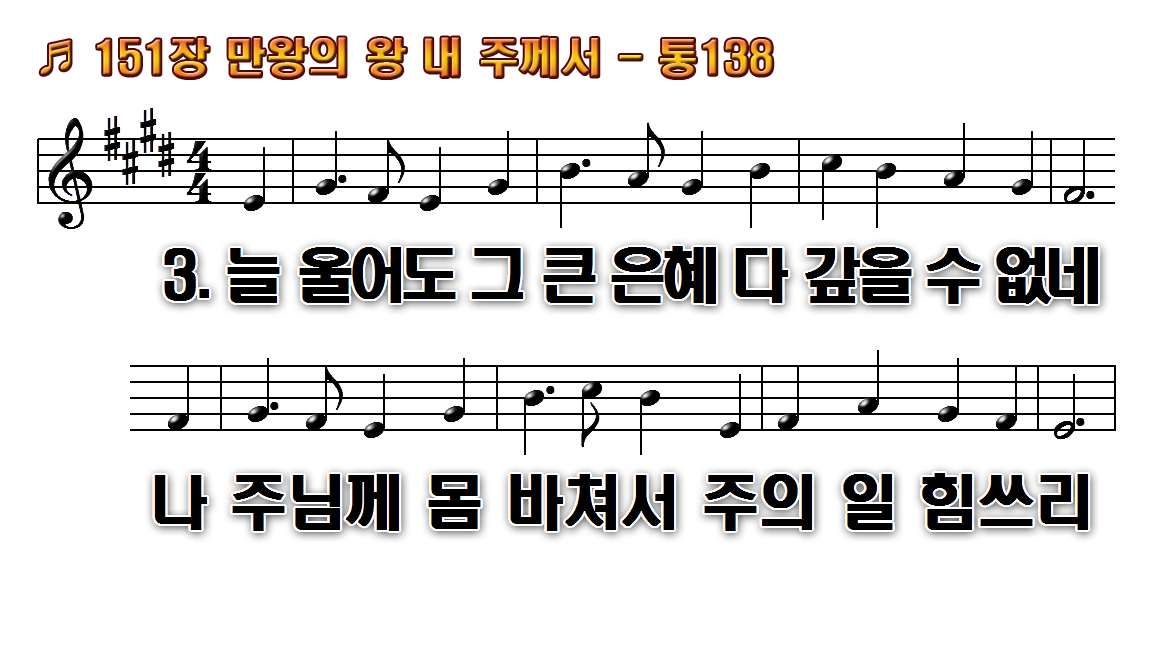 ♬ 151장 만왕의 왕 내 주께서 - 통138
4
4
3. 늘 울어도 그 큰 은혜 다 갚을 수 없네
나 주님께 몸 바쳐서 주의 일 힘쓰리